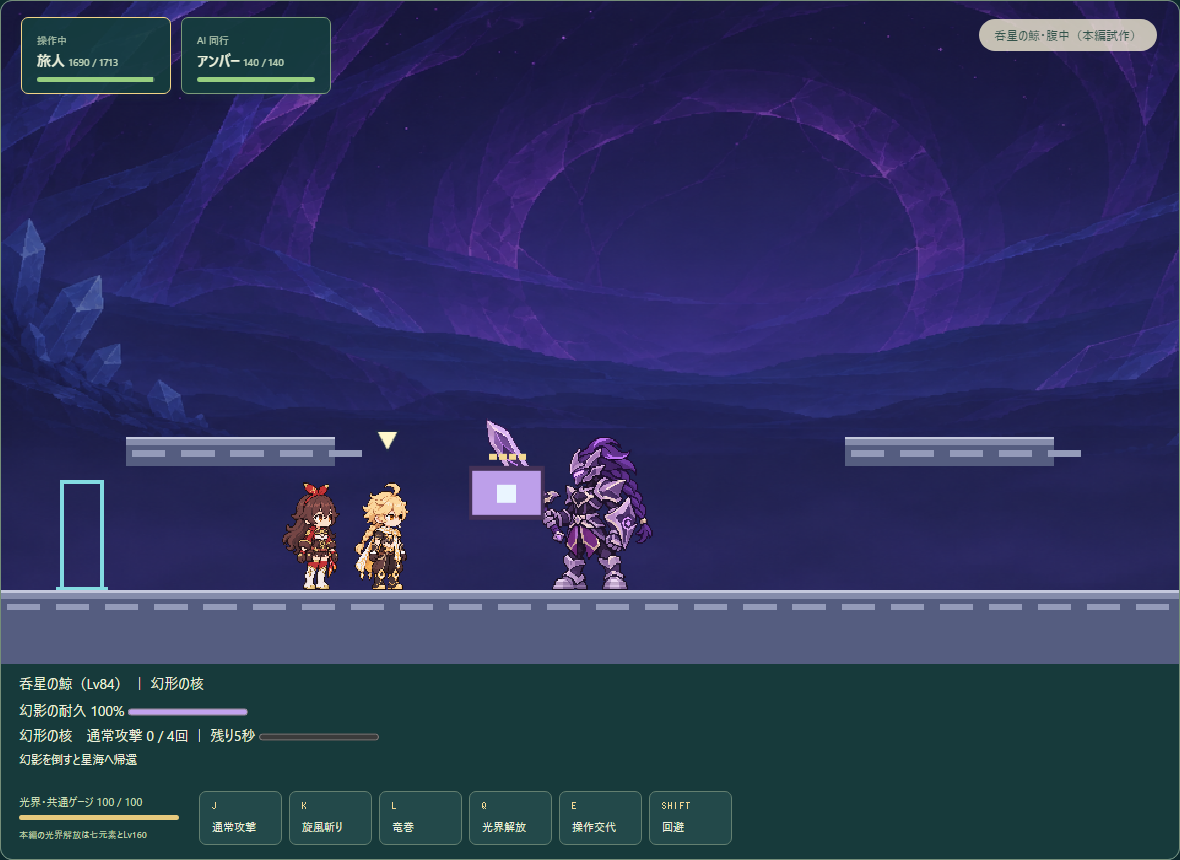 操作中
旅人 1690 / 1713
AI 同行
アンバー 140 / 140
呑星の鯨・腹中（本編試作）
呑星の鯨（Lv84） | 幻形の核
幻影の耐久 100%
幻形の核 通常攻撃 0 / 4回 | 残り5秒
幻影を倒すと星海へ帰還
光界・共通ゲージ 100 / 100
本編の光界解放は七元素とLv160
J
通常攻撃
K
旋風斬り
L
竜巻
Q
光界解放
E
操作交代
SHIFT
回避